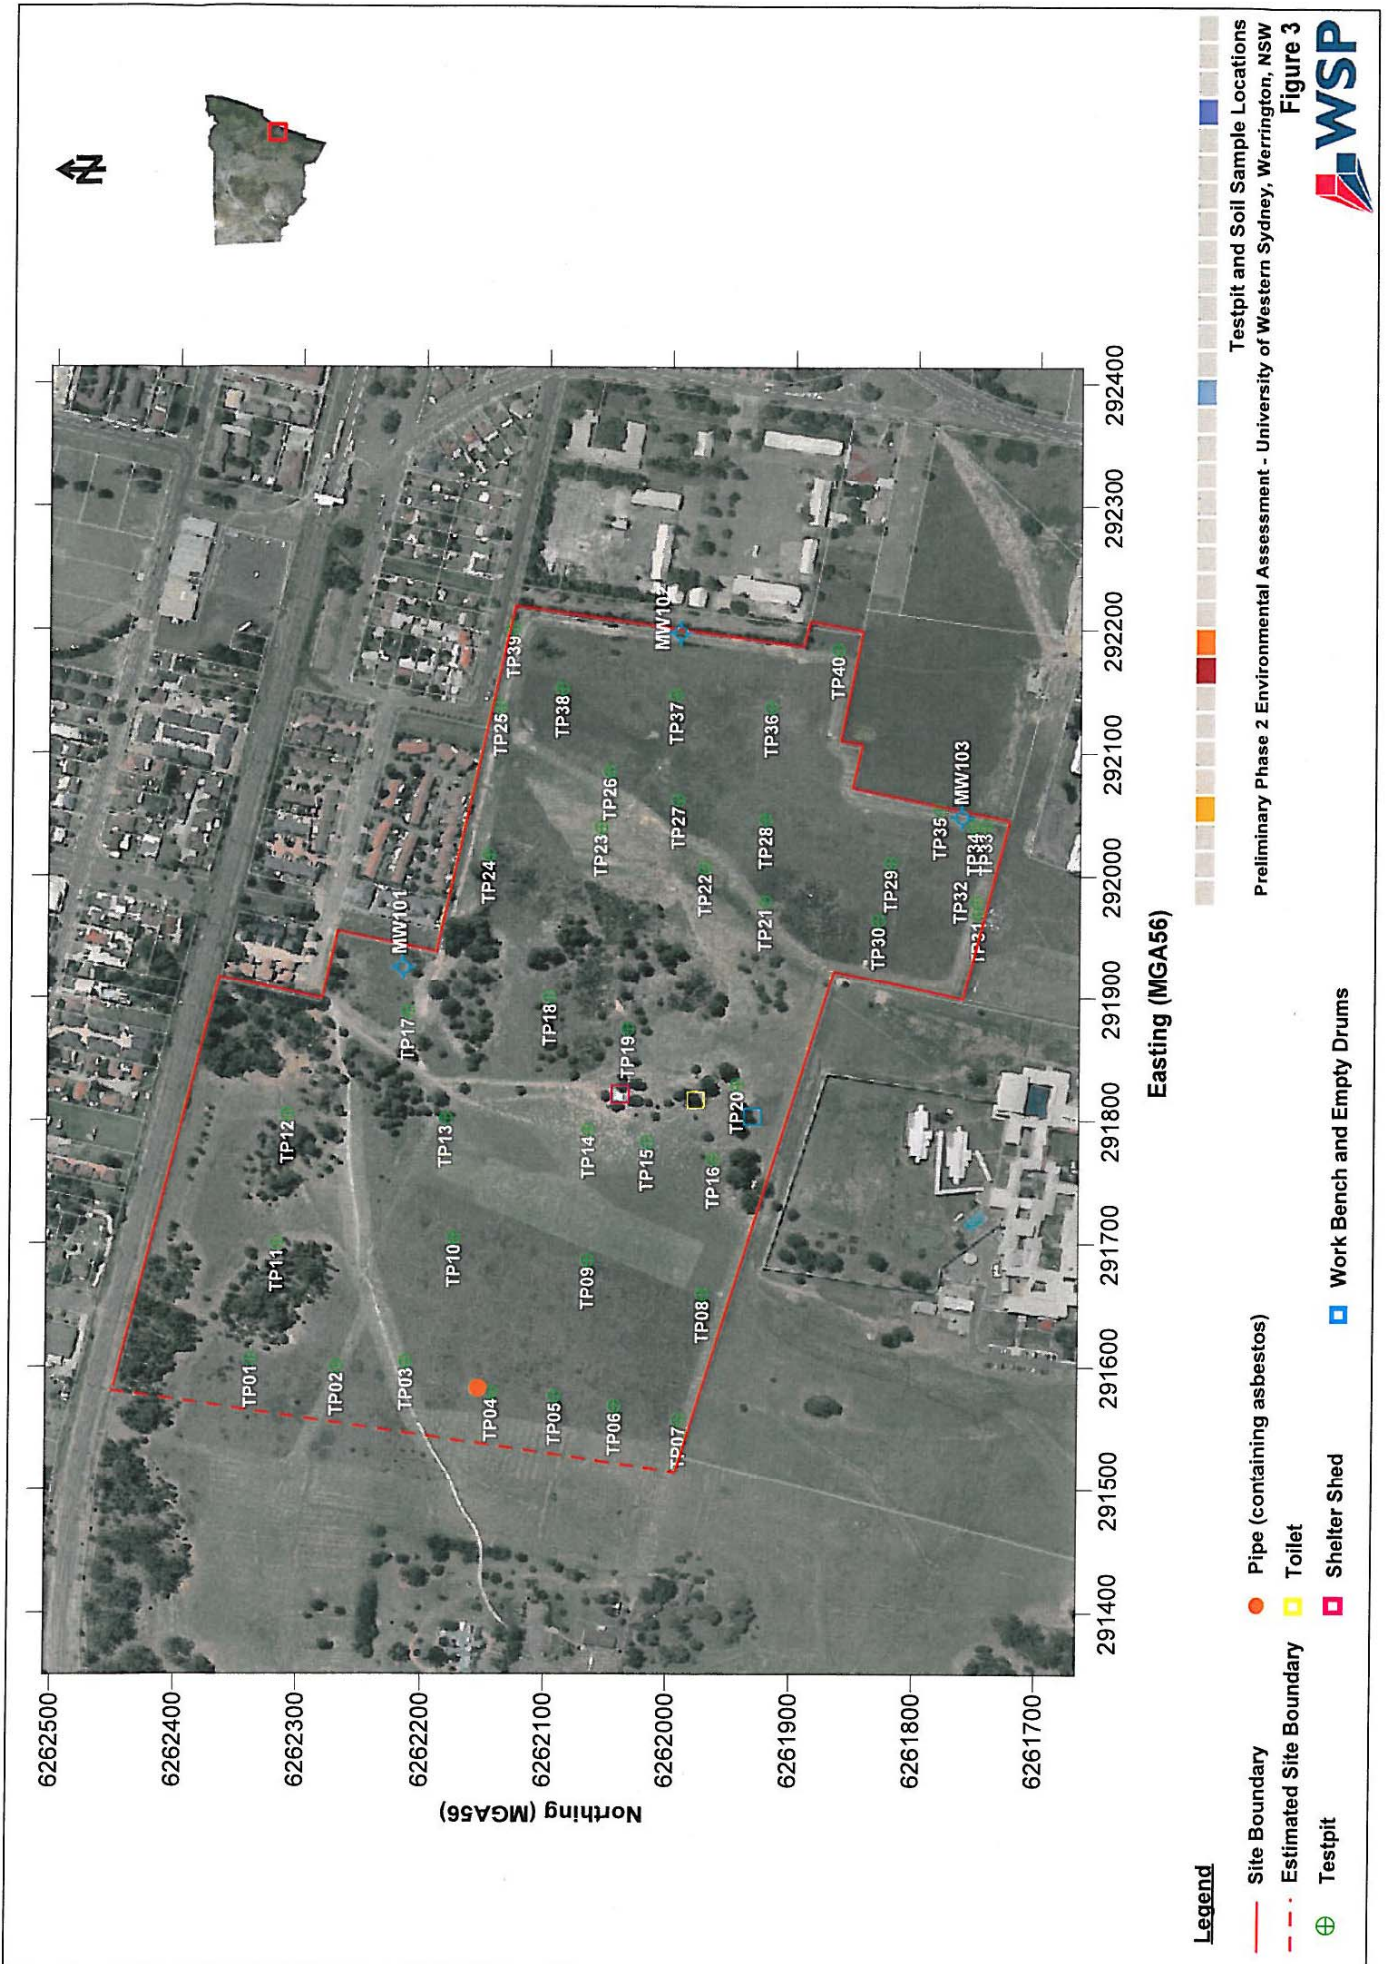 N
6262500
6262400
6262300
6262200
6262100
6262000
6261900
6261800
6261700
Northing (MGA56)
291400
291500
291600
291700
291800
291900
292000
292100
292200
292300
292400
Easting (MGA56)
TP01
TP02
TP03
TP04
TP05
TP06
TP07
TP08
TP09
TP10
TP11
TP12
TP13
TP14
TP15
TP16
TP17
TP18
TP19
TP20
TP21
TP22
TP23
TP24
TP25
TP26
TP27
TP28
TP29
TP30
TP31
TP32
TP33
TP34
TP35
TP36
TP37
TP38
TP39
TP40
MW101
MW102
MW103
Legend
Site Boundary
Estimated Site Boundary
Testpit
Pipe (containing asbestos)
Toilet
Shelter Shed
Work Bench and Empty Drums
Testpit and Soil Sample Locations
Preliminary Phase 2 Environmental Assessment - University of Western Sydney, Werrington, NSW
Figure 3
WSP